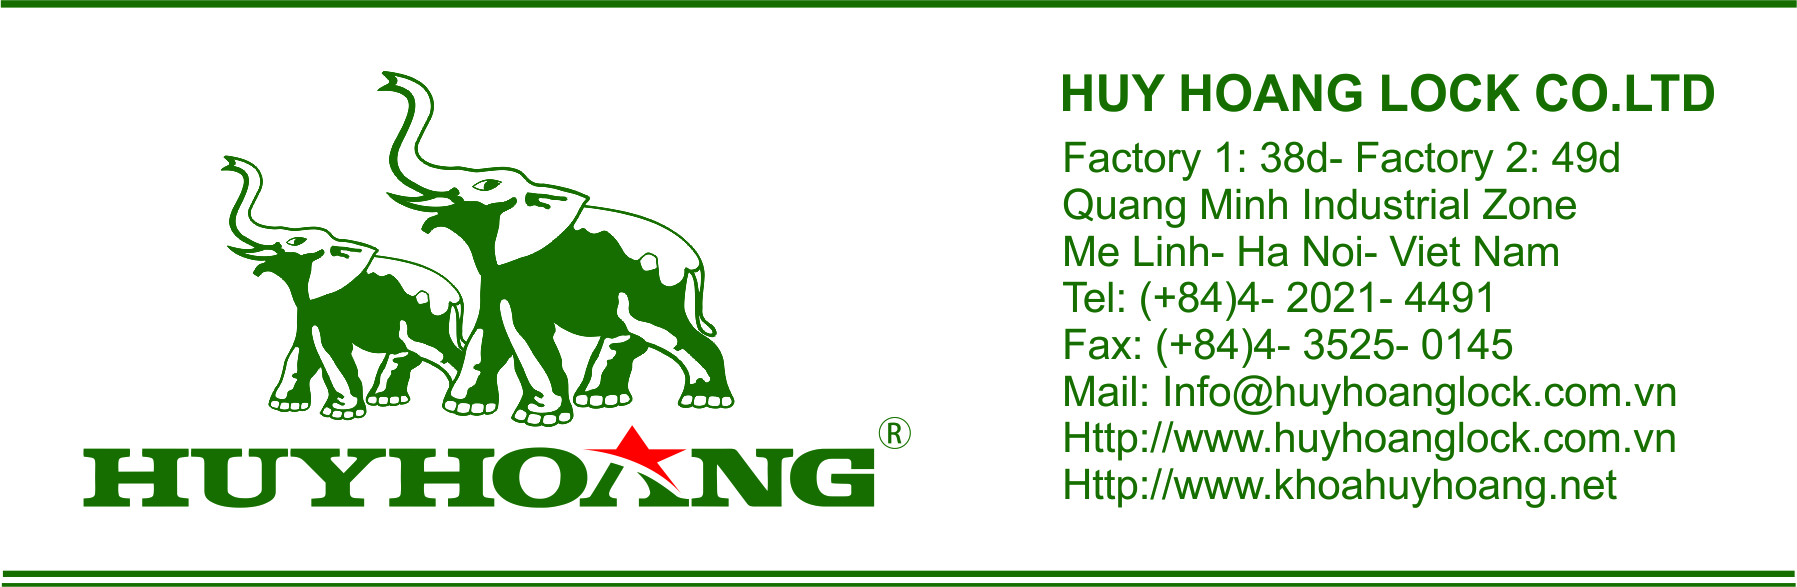 HUYHOANG®
HUY HOANG LOCK CO.LTD
Factory 1: 38d- Factory 2: 49d
Quang Minh Industrial Zone
Me Linh- Ha Noi- Viet Nam
Tel: (+84)4- 2021- 4491
Fax: (+84)4- 3525- 0145
Mail: Info@huyhoanglock.com.vn
Http://www.huyhoanglock.com.vn
Http://www.khoahuyhoang.net